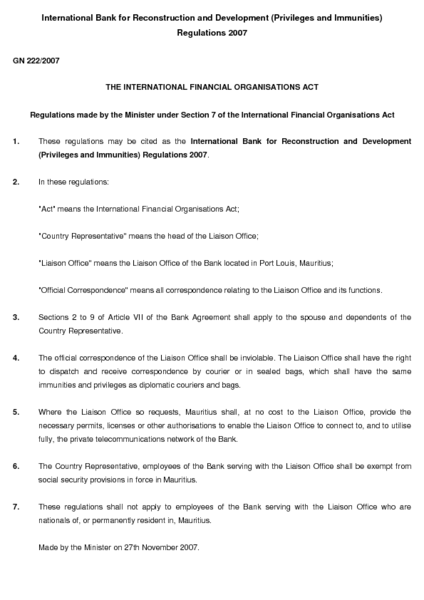 International Bank for Reconstruction and Development (Privileges and Immunities)
Regulations 2007
GN 222/2007
THE INTERNATIONAL FINANCIAL ORGANISATIONS ACT
Regulations made by the Minister under Section 7 of the International Financial Organisations Act
1. These regulations may be cited as the International Bank for Reconstruction and Development
(Privileges and Immunities) Regulations 2007.
2. In these regulations:
"Act" means the International Financial Organisations Act;
"Country Representative" means the head of the Liaison Office;
"Liaison Office" means the Liaison Office of the Bank located in Port Louis, Mauritius;
"Official Correspondence" means all correspondence relating to the Liaison Office and its functions.
3. Sections 2 to 9 of Article VII of the Bank Agreement shall apply to the spouse and dependents of the
Country Representative.
4. The official correspondence of the Liaison Office shall be inviolable. The Liaison Office shall have the right
to dispatch and receive correspondence by courier or in sealed bags, which shall have the same
immunities and privileges as diplomatic couriers and bags.
5. Where the Liaison Office so requests, Mauritius shall, at no cost to the Liaison Office, provide the
necessary permits, licenses or other authorisations to enable the Liaison Office to connect to, and to utilise
fully, the private telecommunications network of the Bank.
6. The Country Representative, employees of the Bank serving with the Liaison Office shall be exempt from
social security provisions in force in Mauritius.
7. These regulations shall not apply to employees of the Bank serving with the Liaison Office who are
nationals of, or permanently resident in, Mauritius.
Made by the Minister on 27th November 2007.